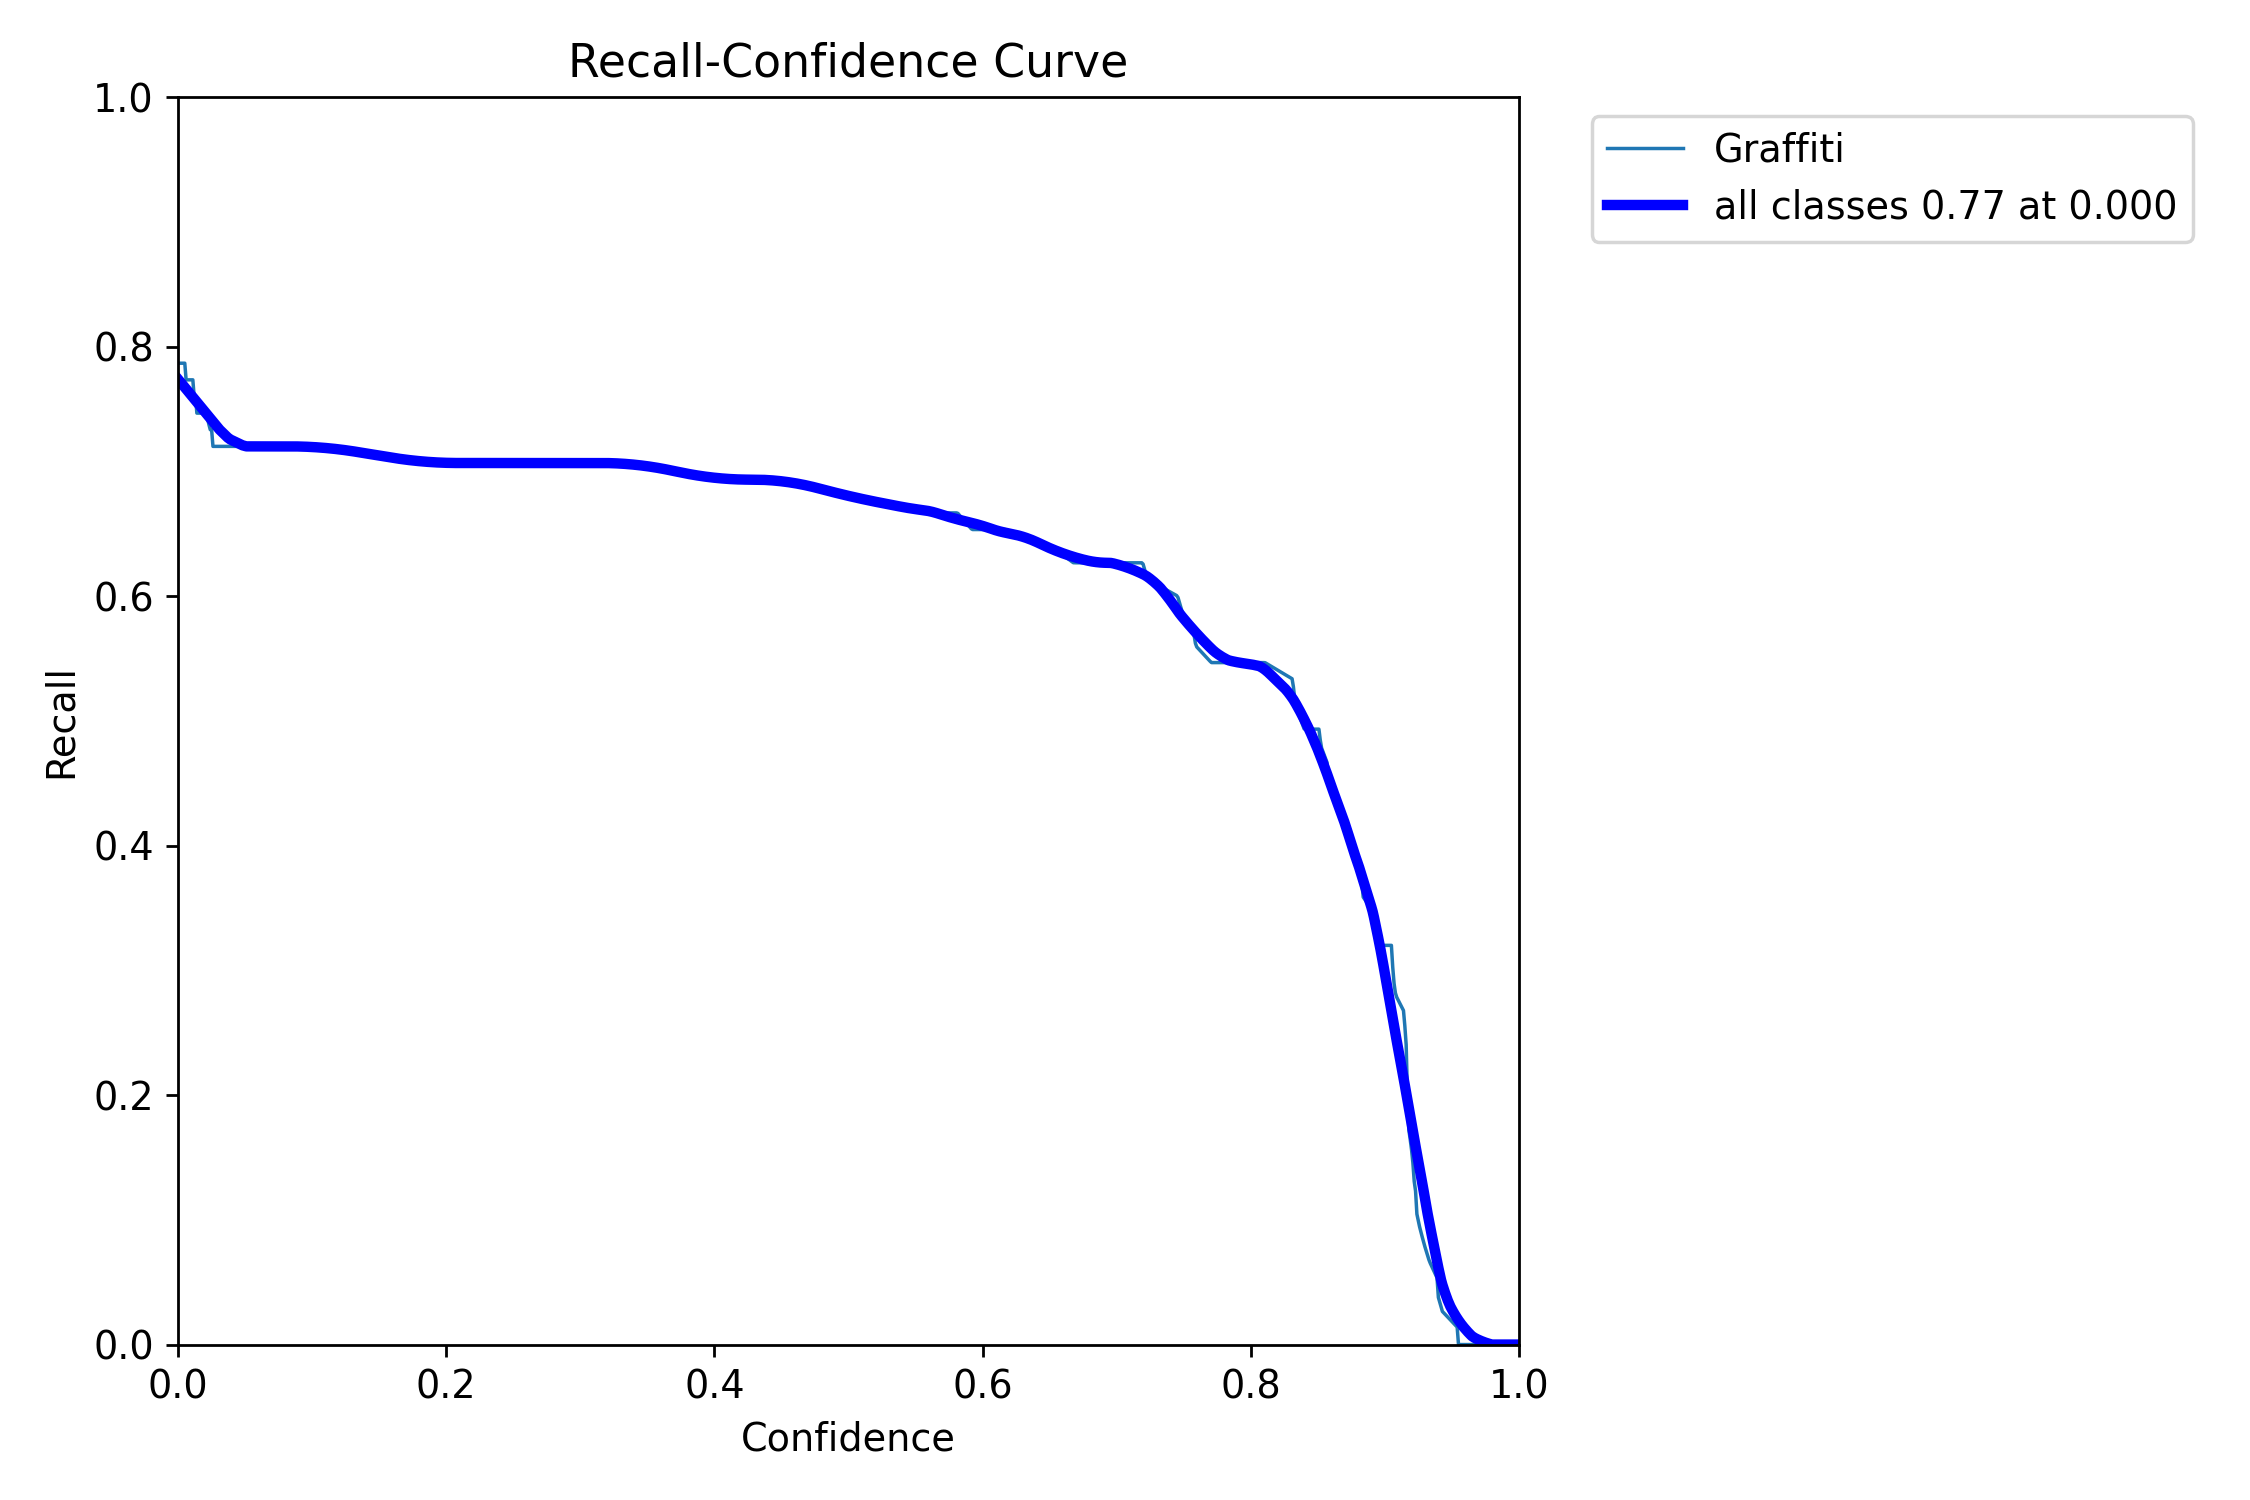 Recall-Confidence Curve
1.0
0.8
0.6
0.4
0.2
0.0
Recall
0.0 0.2 0.4 0.6 0.8 1.0
Confidence
Graffiti
all classes 0.77 at 0.000